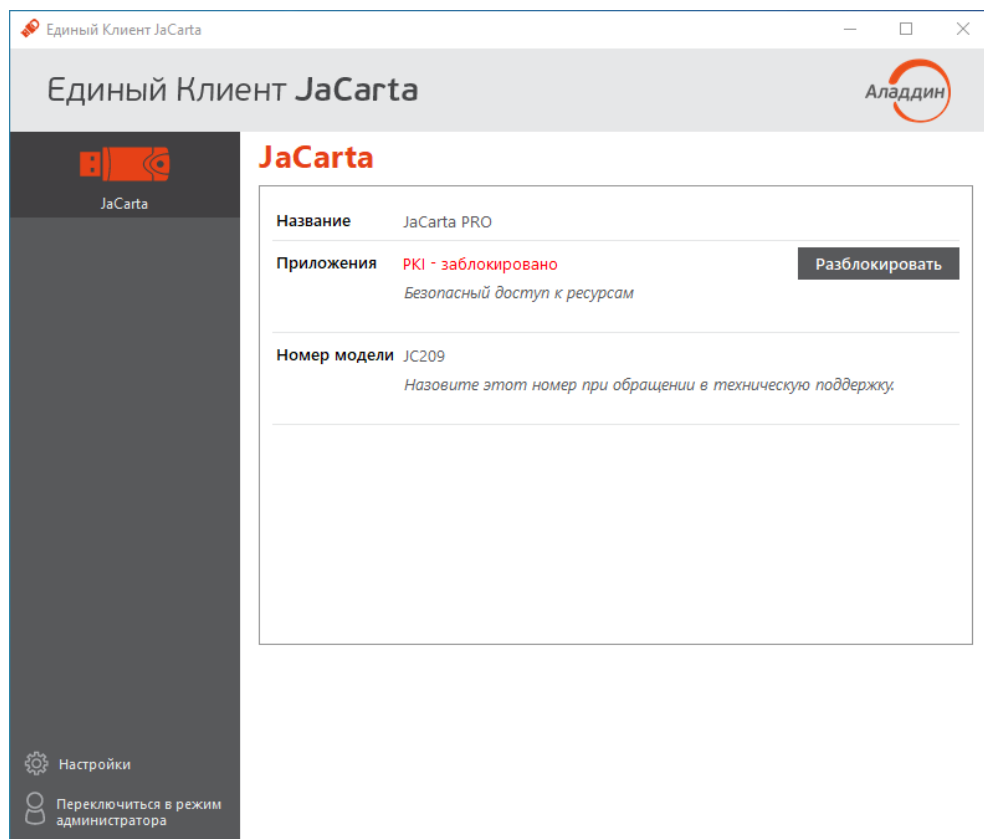 Единый Клиент JaCarta
Единый Клиент JaCarta
Аладдин
JaCarta
JaCarta
Название JaCarta PRO
Приложения PKI - заблокировано Разблокировать
Безопасный доступ к ресурсам
Номер модели JC209
Назовите этот номер при обращении в техническую поддержку.
Настройки
Переключиться в режим
администратора